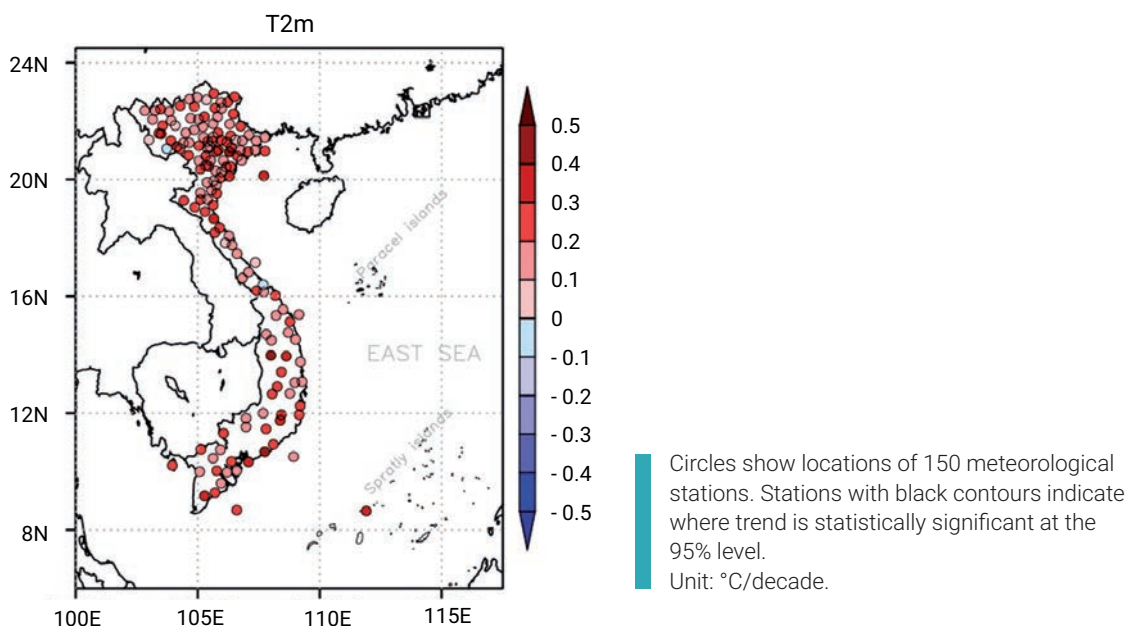 T2m
24N
20N
16N
12N
8N
100E
105E
110E
115E
Paracel islands
EAST SEA
Spratly islands
0.5
0.4
0.3
0.2
0.1
0
- 0.1
- 0.2
- 0.3
- 0.4
- 0.5
Circles show locations of 150 meteorological
stations. Stations with black contours indicate
where trend is statistically significant at the
95% level.
Unit: °C/decade.